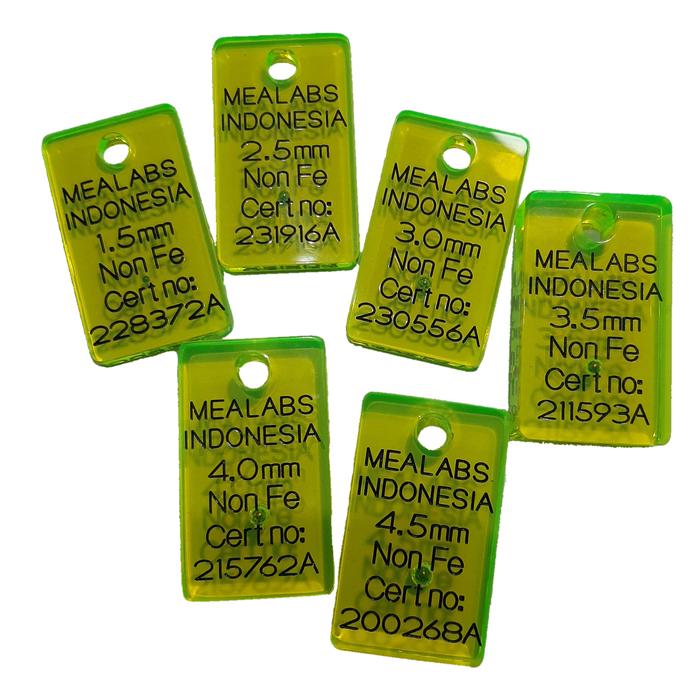 MEALABS
INDONESIA
1.5mm
Non Fe
Cert no:
228372A
MEALABS
INDONESIA
2.5mm
Non Fe
Cert no:
231916A
MEALABS
INDONESIA
3.0mm
Non Fe
Cert no:
230556A
MEALABS
INDONESIA
3.5mm
Non Fe
Cert no:
211593A
MEALABS
INDONESIA
4.0mm
Non Fe
Cert no:
215762A
MEALABS
INDONESIA
4.5mm
Non Fe
Cert no:
200268A